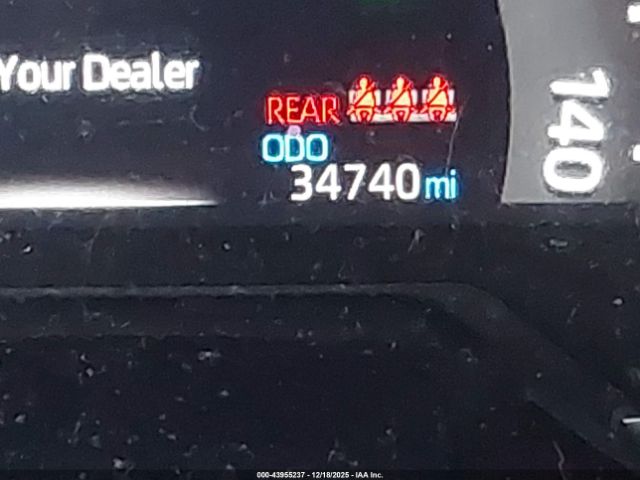 Your Dealer
REAR
ODO
34740 mi
140
000-43955237 - 12/18/2025 - IAA Inc.